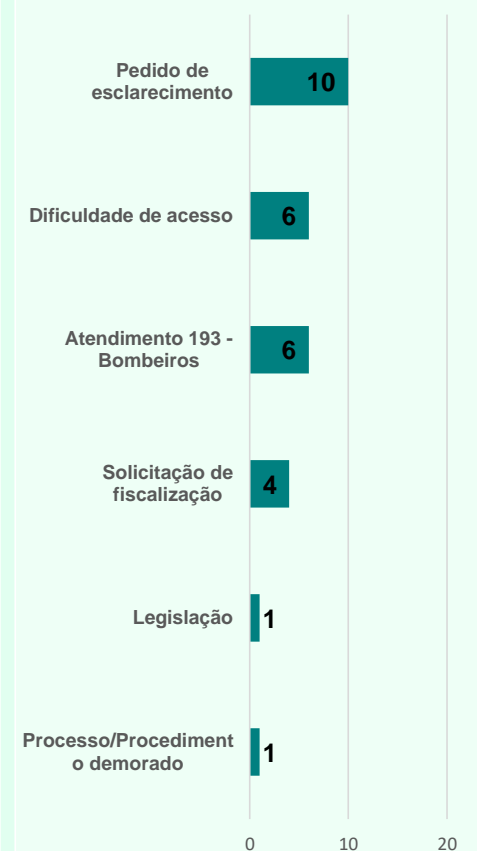 Pedido de
esclarecimento
10
Dificuldade de acesso
6
Atendimento 193 -
Bombeiros
6
Solicitação de
fiscalização
4
Legislação
1
Processo/Procediment
o demorado
1
0 10 20